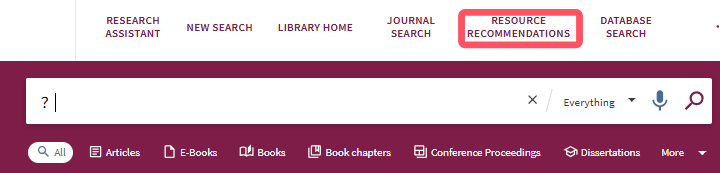 RESEARCH ASSISTANT
NEW SEARCH
LIBRARY HOME
JOURNAL SEARCH
RESOURCE RECOMMENDATIONS
DATABASE SEARCH
?
Everything
All
Articles
E-Books
Books
Book chapters
Conference Proceedings
Dissertations
More